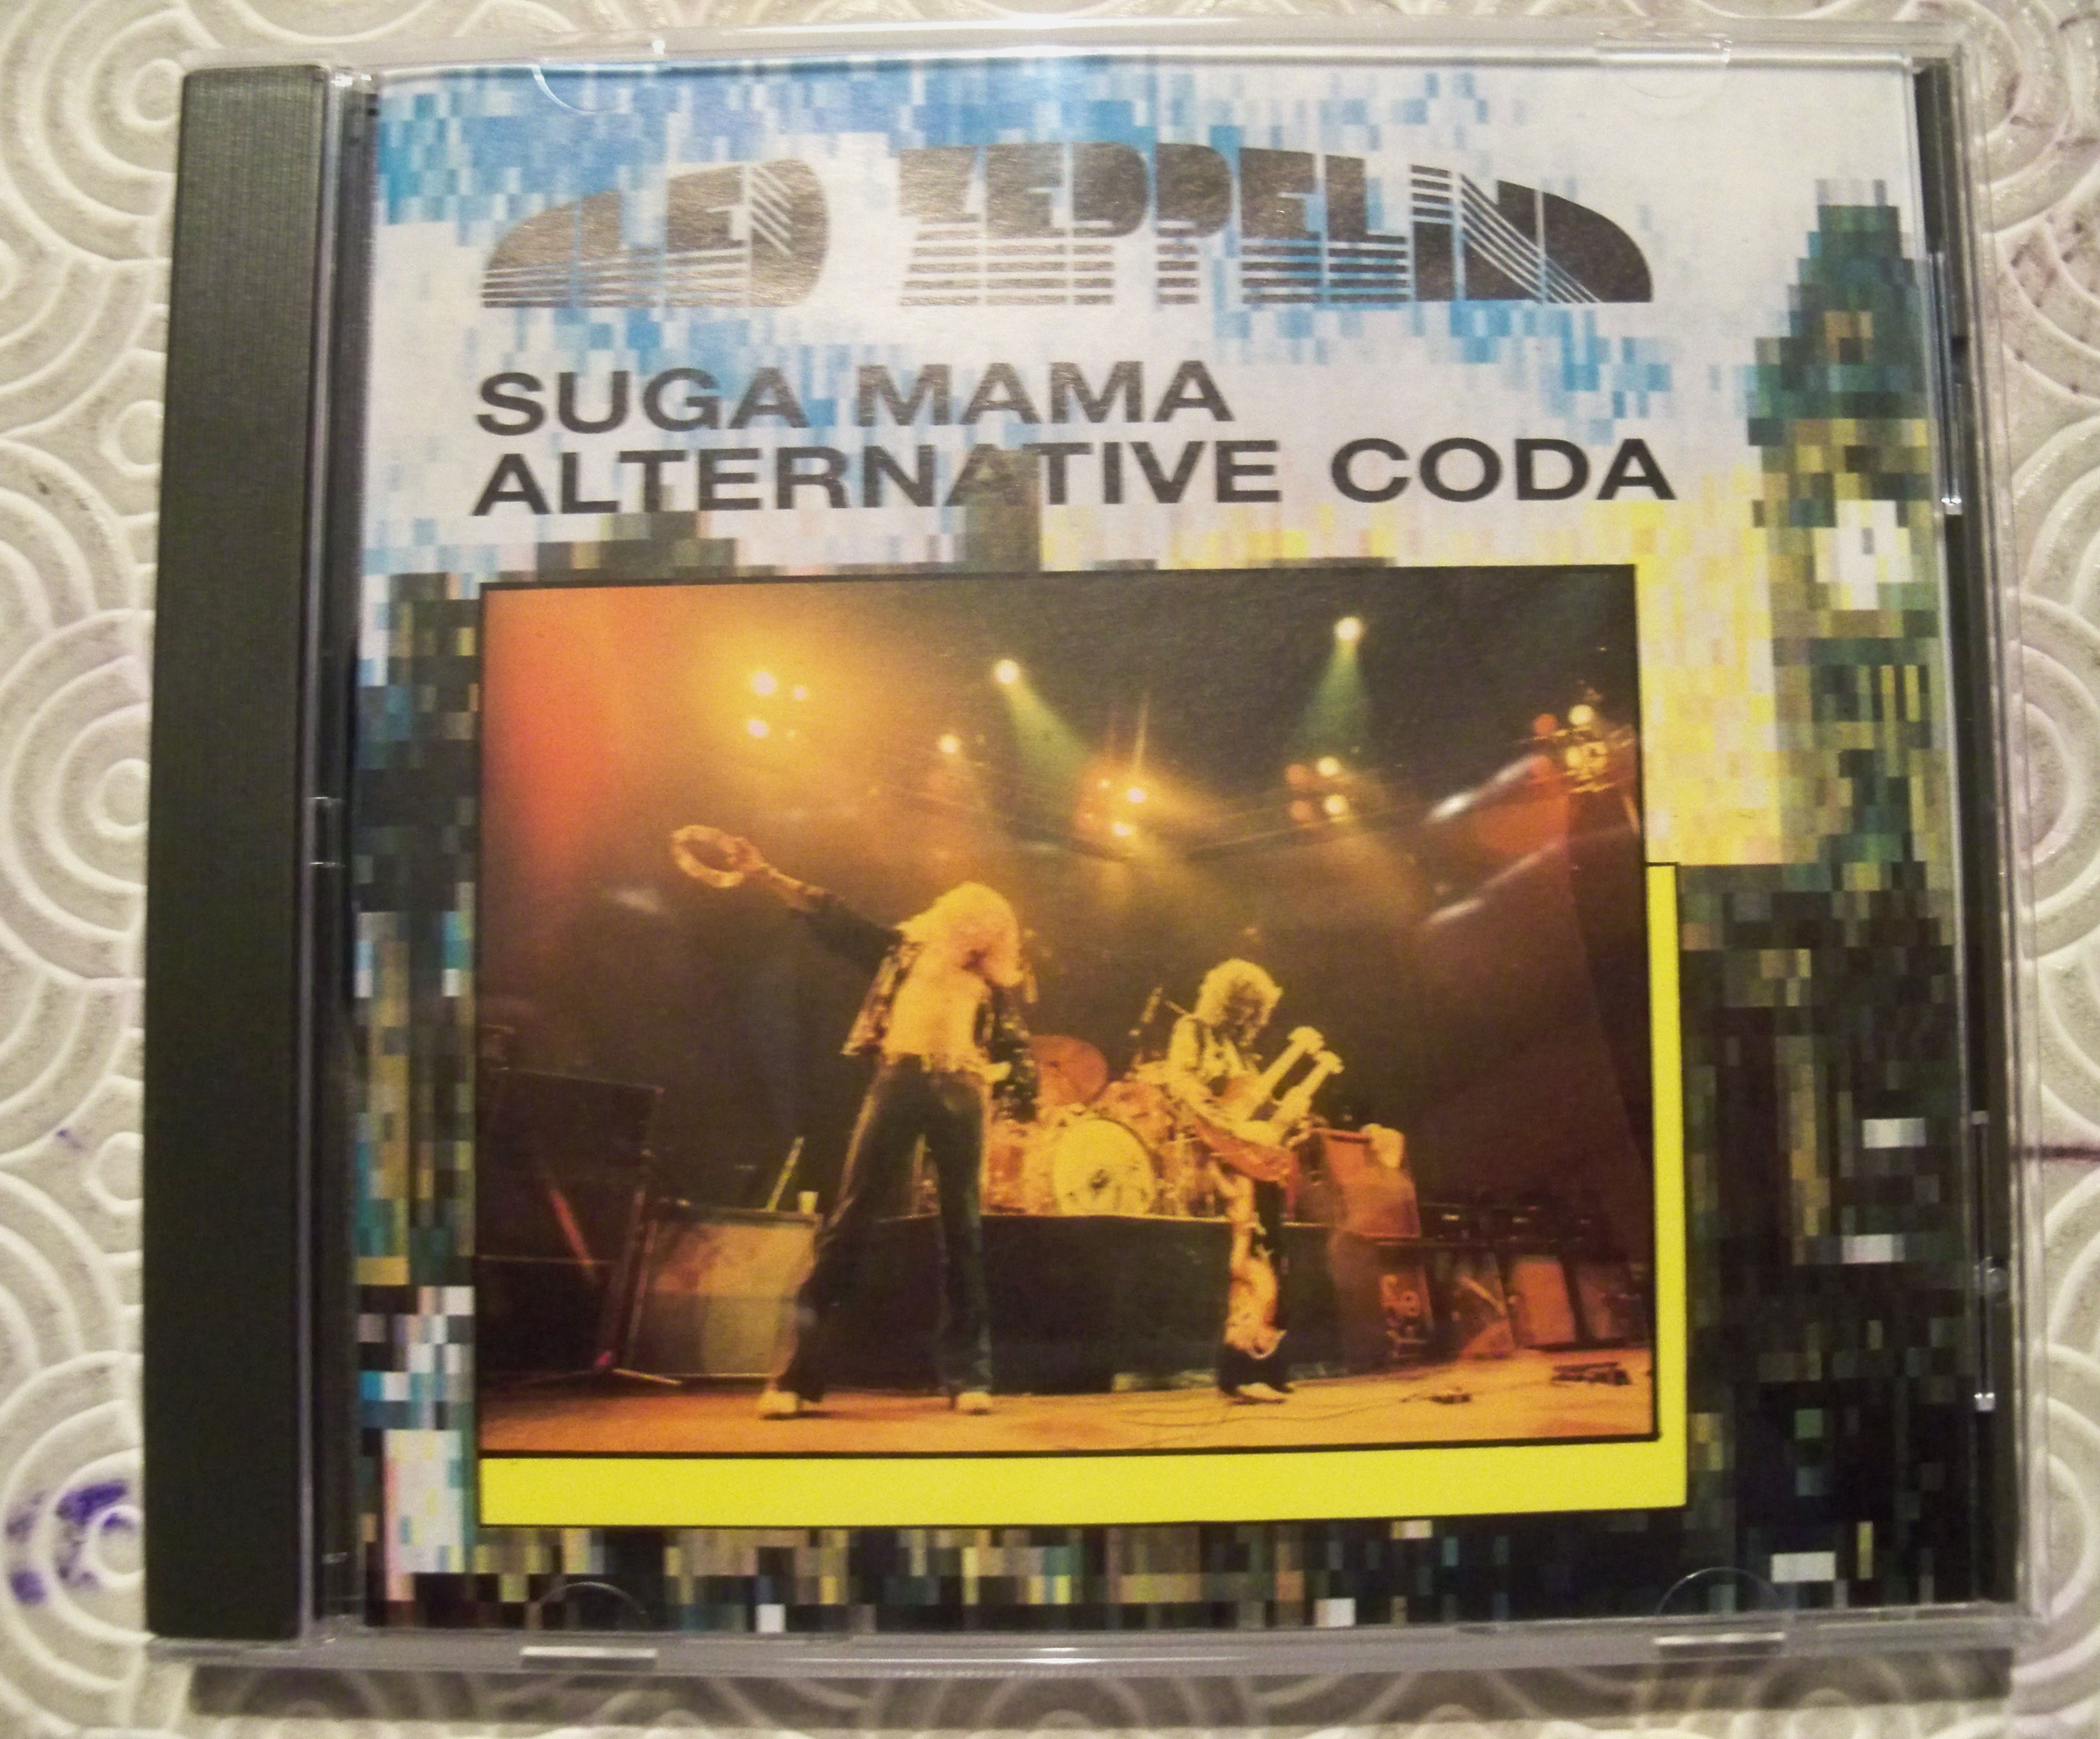 LED ZEPPELIN
SUGA MAMA
ALTERNATIVE CODA